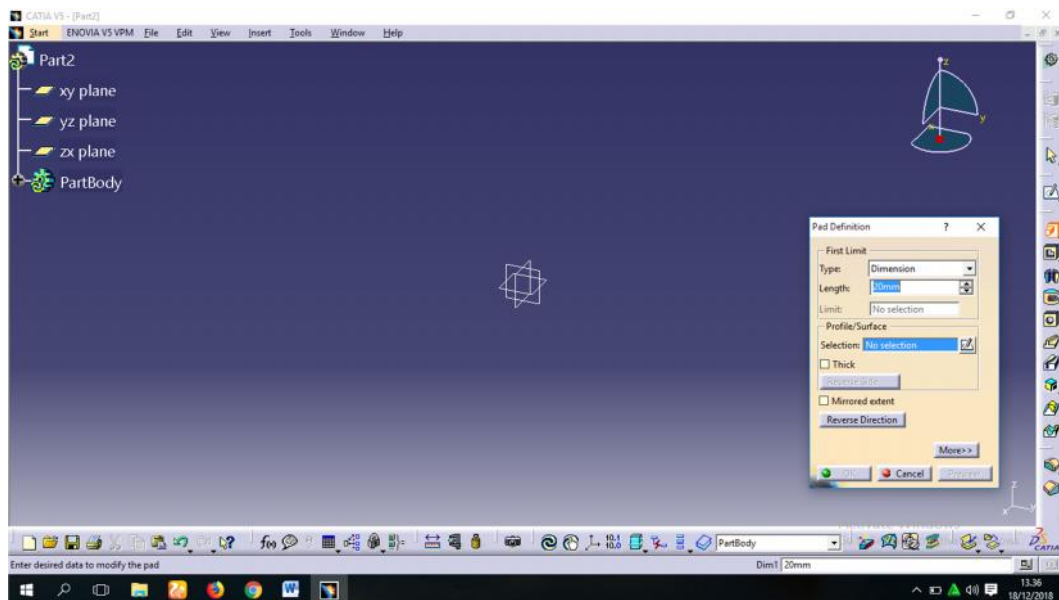 CATIA V5 - [Part2]
Start ENOVIA V5 VPM File Edit View Insert Tools Window Help
Part2
xy plane
yz plane
zx plane
PartBody
z
y
x
Pad Definition ? X
First Limit
Type: Dimension
Length: 20mm
Limit: No selection
Profile/Surface
Selection: No selection
Thick
Reverse Side
Mirrored extent
Reverse Direction
More>>
OK Cancel Preview
z
x y
PartBody
CATIA
Enter desired data to modify the pad Dim1 20mm
13.36
18/12/2018